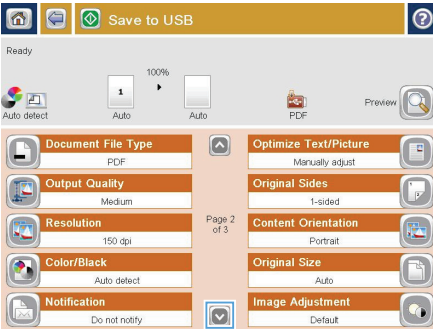 Save to USB
?
Ready
100%
1
Auto detect
Auto
Auto
PDF
Preview
Document File Type
PDF
Optimize Text/Picture
Manually adjust
Output Quality
Medium
Original Sides
1-sided
Resolution
150 dpi
Page 2
of 3
Content Orientation
Portrait
Color/Black
Auto detect
Original Size
Auto
Notification
Do not notify
Image Adjustment
Default